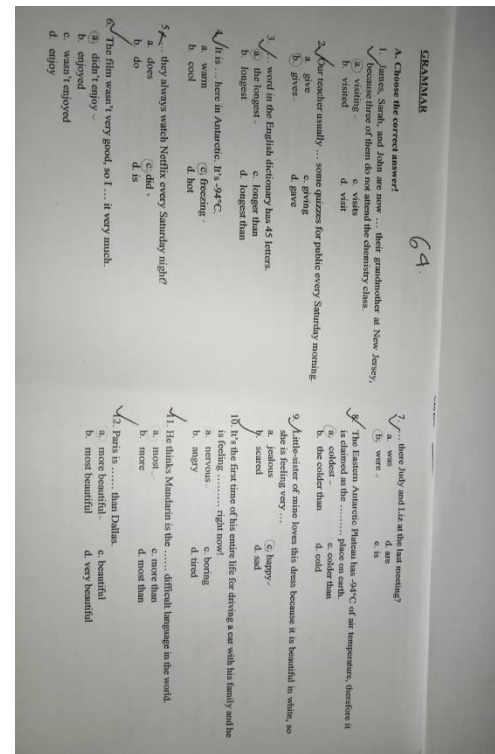 64.
GRAMMAR
A. Choose the correct answer!
1. James, Sarah, and John are now … their grandmother at New Jersey,
because three of them do not attend the chemistry class.
a. visiting c. visits
b. visited d. visit
2. Our teacher usually … some quizzes for public every Saturday morning.
a. give c. giving
b. gives d. gave
3. … word in the English dictionary has 45 letters.
a. the longest c. longer than
b. longest d. longest than
4. It is … here in Antarctic. It's -94°C.
a. warm c. freezing
b. cool d. hot
5. … they always watch Netflix every Saturday night?
a. does c. did
b. do d. is
6. The film wasn't very good, so I … it very much.
a. didn't enjoy
b. enjoyed
c. wasn't enjoyed
d. enjoy
7. … there Judy and Liz at the last meeting?
a. was d. are
b. were e. is
8. The Eastern Antarctic Plateau has -94°C of air temperature, therefore it
is claimed as the ………. place on earth.
a. coldest c. colder than
b. the colder than d. cold
9. Little-sister of mine loves this dress because it is beautiful in white, so
she is feeling very …
a. jealous c. happy
b. scared d. sad
10. It's the first time of his entire life for driving a car with his family and he
is feeling ………. right now!
a. nervous c. boring
b. angry d. tired
11. He thinks Mandarin is the …… difficult language in the world.
a. most c. more than
b. more d. most than
12. Paris is …… than Dallas.
a. more beautiful c. beautiful
b. most beautiful d. very beautiful